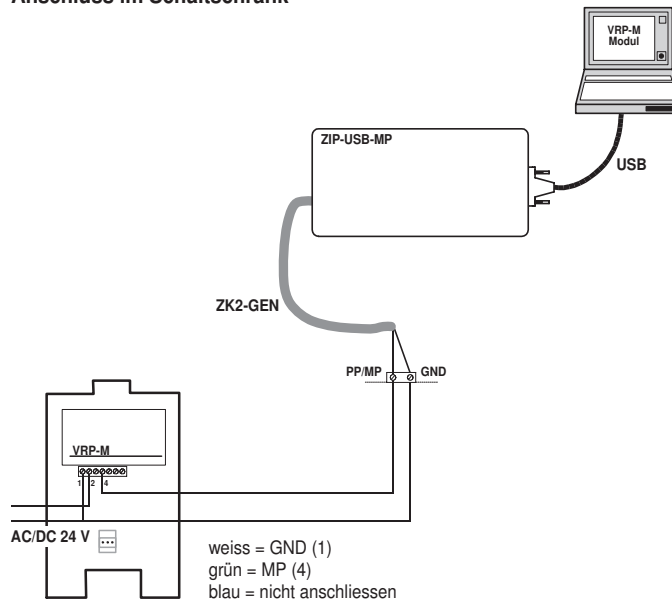 Anschluss im Schaltschrank
VRP-M
Modul
ZIP-USB-MP
USB
ZK2-GEN
PP/MP GND
VRP-M
1 2 4
AC/DC 24 V
weiss = GND (1)
grün = MP (4)
blau = nicht anschliessen